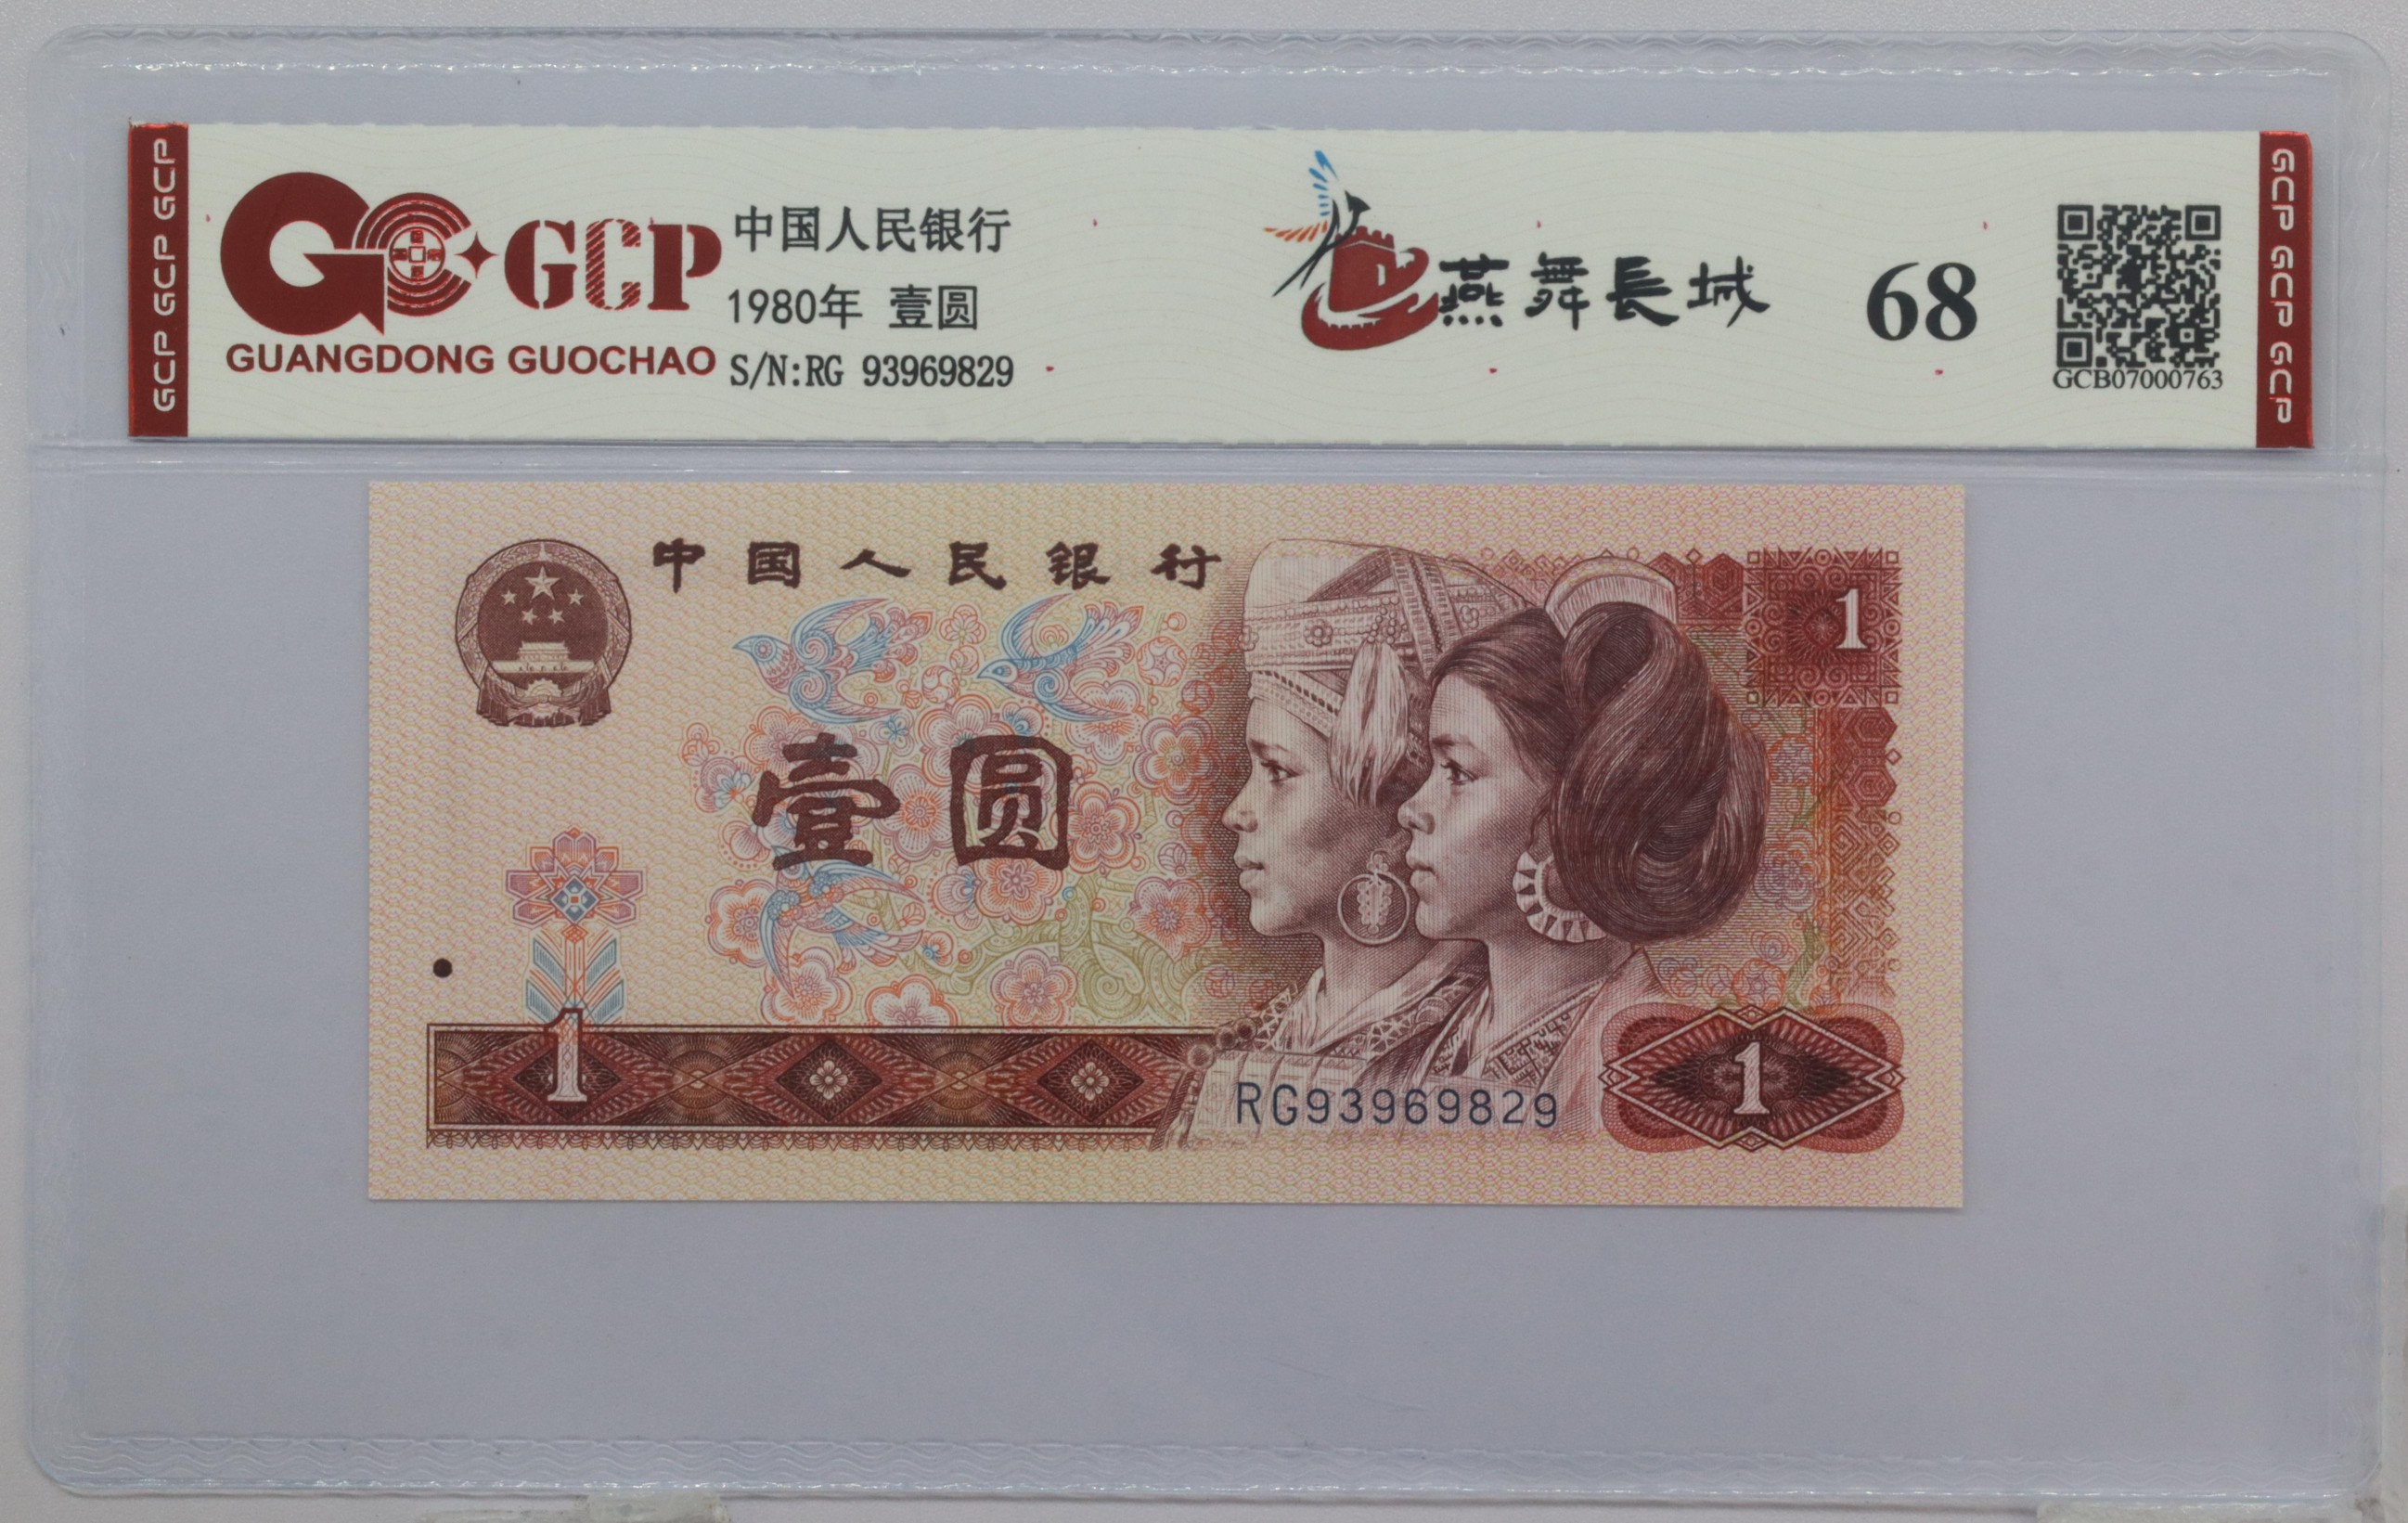 GCP GCP GCP
GCP
GUANGDONG GUOCHAO
中国人民银行
1980年 壹圆
S/N:RG 93969829
燕舞長城
68
GCB07000763
GCP GCP GCP
中国人民银行
1
壹圆
1
RG93969829
1